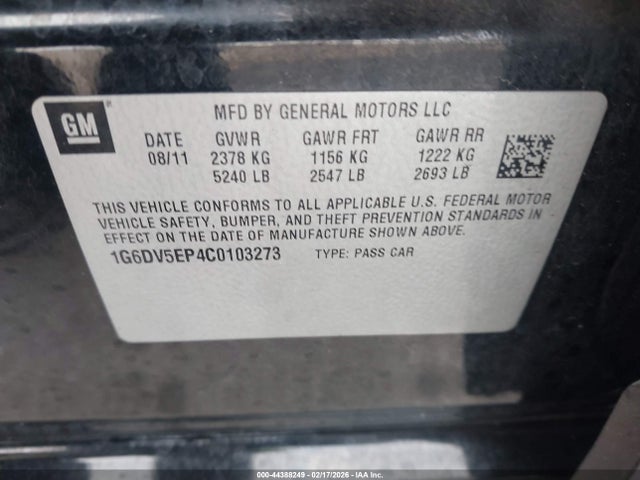 GM
MFD BY GENERAL MOTORS LLC
DATE GVWR GAWR FRT GAWR RR
08/11 2378 KG 1156 KG 1222 KG
5240 LB 2547 LB 2693 LB
THIS VEHICLE CONFORMS TO ALL APPLICABLE U.S. FEDERAL MOTOR
VEHICLE SAFETY, BUMPER, AND THEFT PREVENTION STANDARDS IN
EFFECT ON THE DATE OF MANUFACTURE SHOWN ABOVE.
1G6DV5EP4C0103273 TYPE: PASS CAR
000-44388249 - 02/17/2026 - IAA Inc.